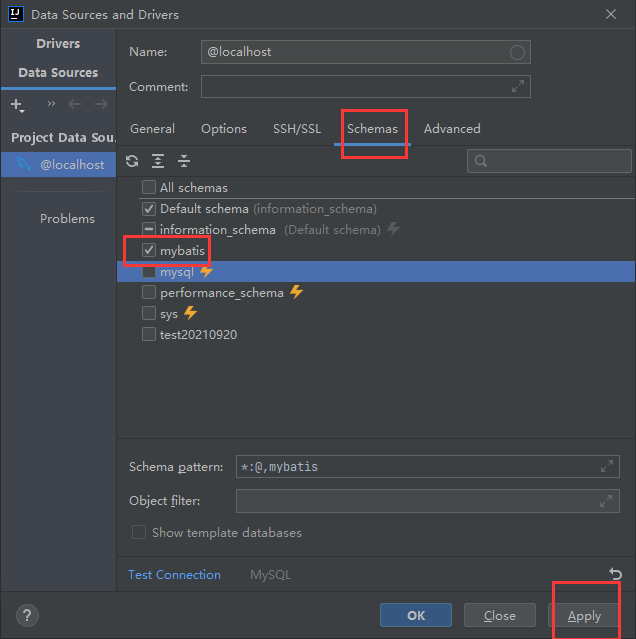 IJ Data Sources and Drivers
Drivers
Data Sources
Project Data Sou.
@localhost
Problems
Name: @localhost
Comment:
General Options SSH/SSL Schemas Advanced
All schemas
Default schema (information_schema)
information_schema (Default schema)
mybatis
mysql
performance_schema
sys
test20210920
Schema pattern: *:@,mybatis
Object filter:
Show template databases
Test Connection MySQL
? OK Close Apply